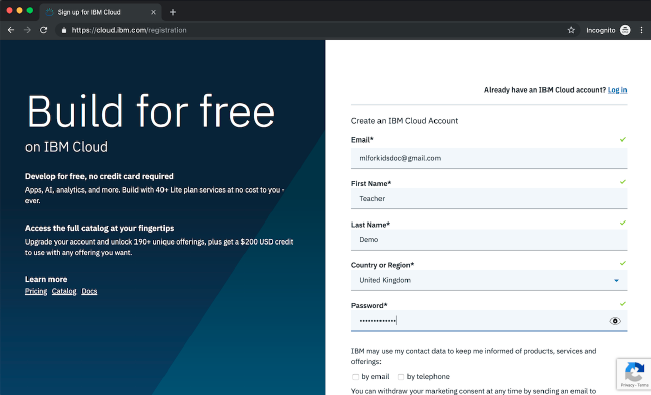 Sign up for IBM Cloud
https://cloud.ibm.com/registration
Incognito
Build for free
on IBM Cloud
Develop for free, no credit card required
Apps, AI, analytics, and more. Build with 40+ Lite plan services at no cost to you -
ever.
Access the full catalog at your fingertips
Upgrade your account and unlock 190+ unique offerings, plus get a $200 USD credit
to use with any offering you want.
Learn more
Pricing Catalog Docs
Already have an IBM Cloud account? Log in
Create an IBM Cloud Account
Email*
mlforkidsdoc@gmail.com
First Name*
Teacher
Last Name*
Demo
Country or Region*
United Kingdom
Password*
•••••••••••••
IBM may use my contact data to keep me informed of products, services and
offerings:
by email by telephone
You can withdraw your marketing consent at any time by sending an email to
Privacy - Terms